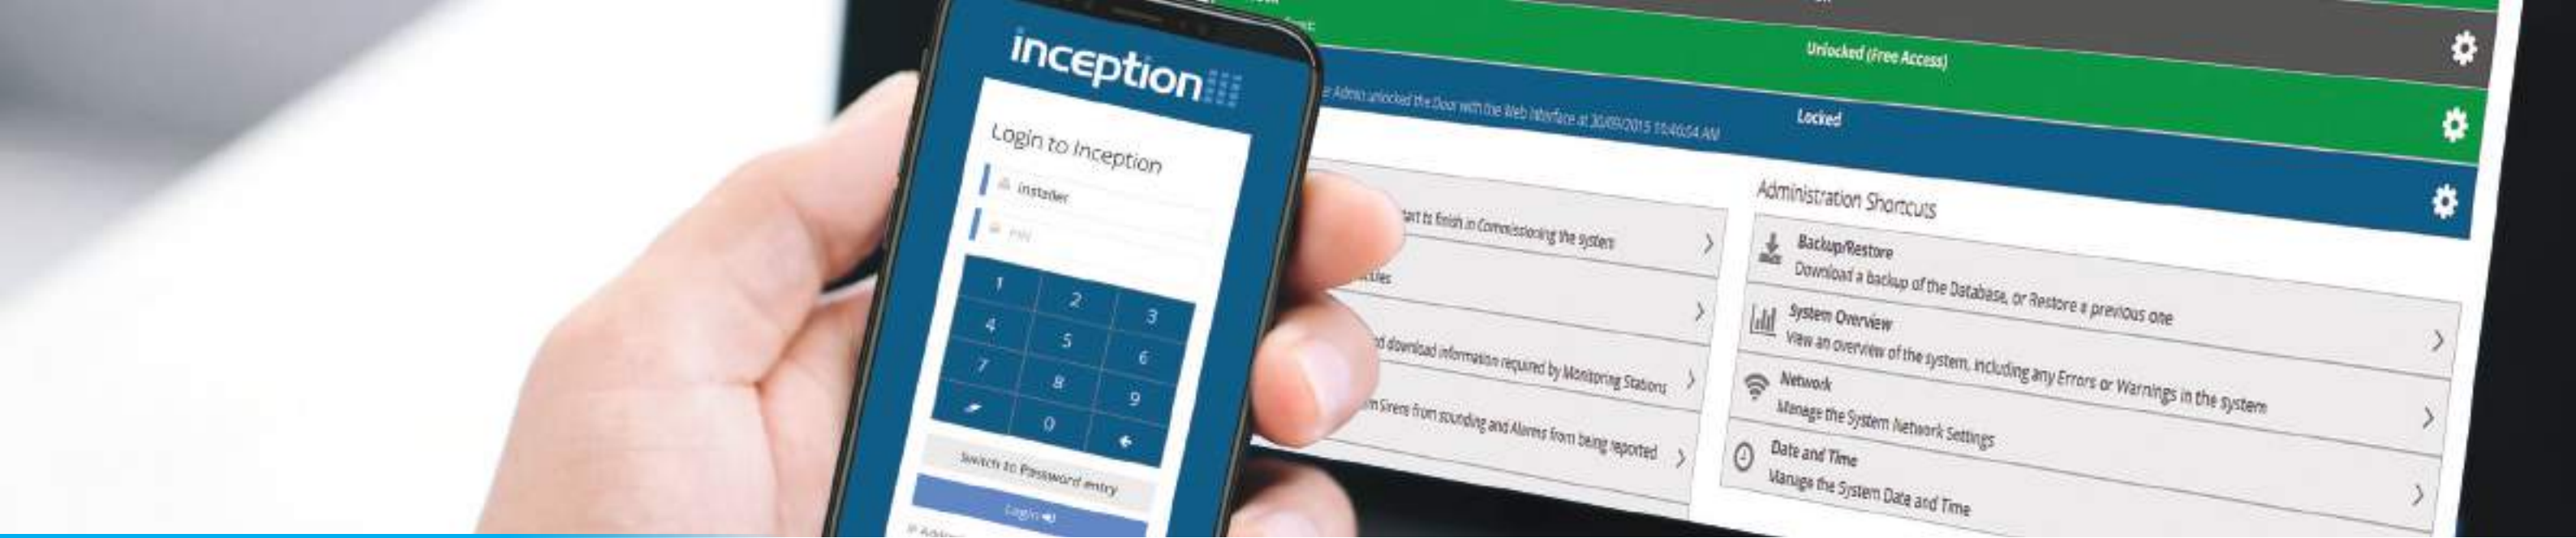 inception
Login to Inception
installer
PIN
1 2 3
4 5 6
7 8 9
0
Switch to Password entry
Login
Unlocked (Free Access)
Admin unlocked the Door with the Web Interface at 30/09/2015 10:46:54 AM
Locked
start to finish in Commissioning the system
download information required by Monitoring Stations
Sirens from sounding and Alarms from being reported
Administration Shortcuts
Backup/Restore
Download a backup of the Database, or Restore a previous one
System Overview
View an overview of the system, including any Errors or Warnings in the system
Network
Manage the System Network Settings
Date and Time
Manage the System Date and Time